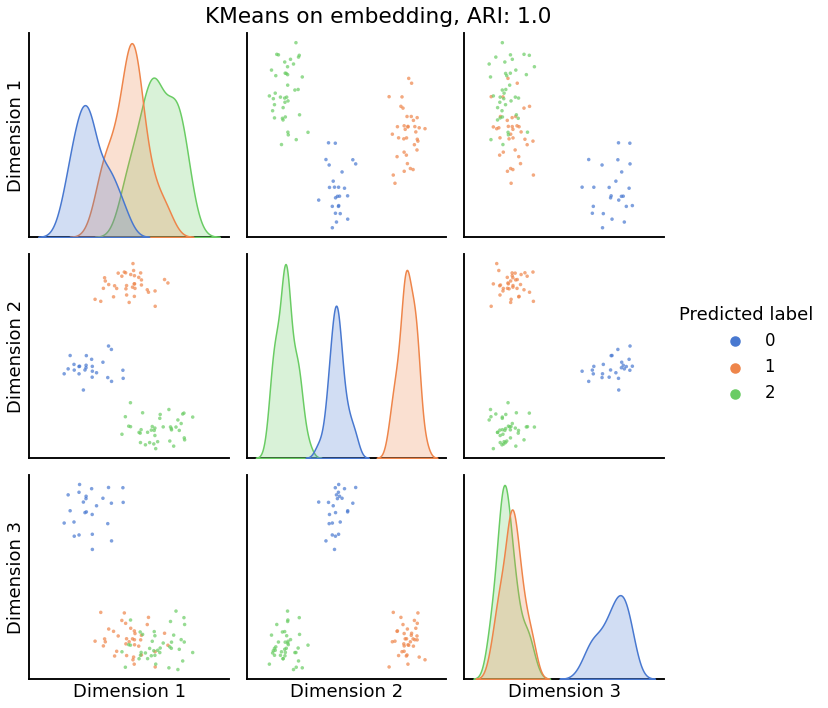 KMeans on embedding, ARI: 1.0
Dimension 1
Dimension 2
Dimension 3
Predicted label
0
1
2
Dimension 1
Dimension 2
Dimension 3